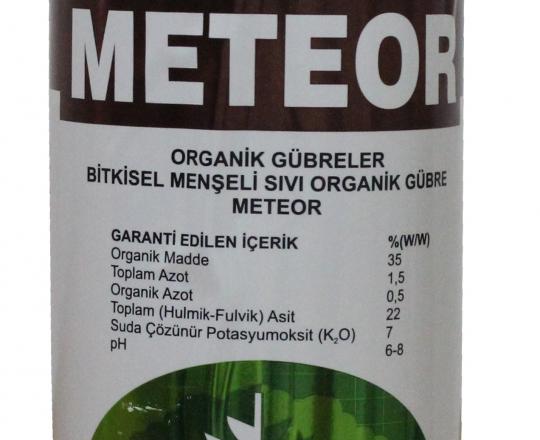 METEOR
ORGANİK GÜBRELER
BİTKİSEL MENŞELİ SIVI ORGANİK GÜBRE
METEOR
GARANTİ EDİLEN İÇERİK %(W/W)
Organik Madde 35
Toplam Azot 1,5
Organik Azot 0,5
Toplam (Hulmik-Fulvik) Asit 22
Suda Çözünür Potasyumoksit (K₂O) 7
pH 6-8